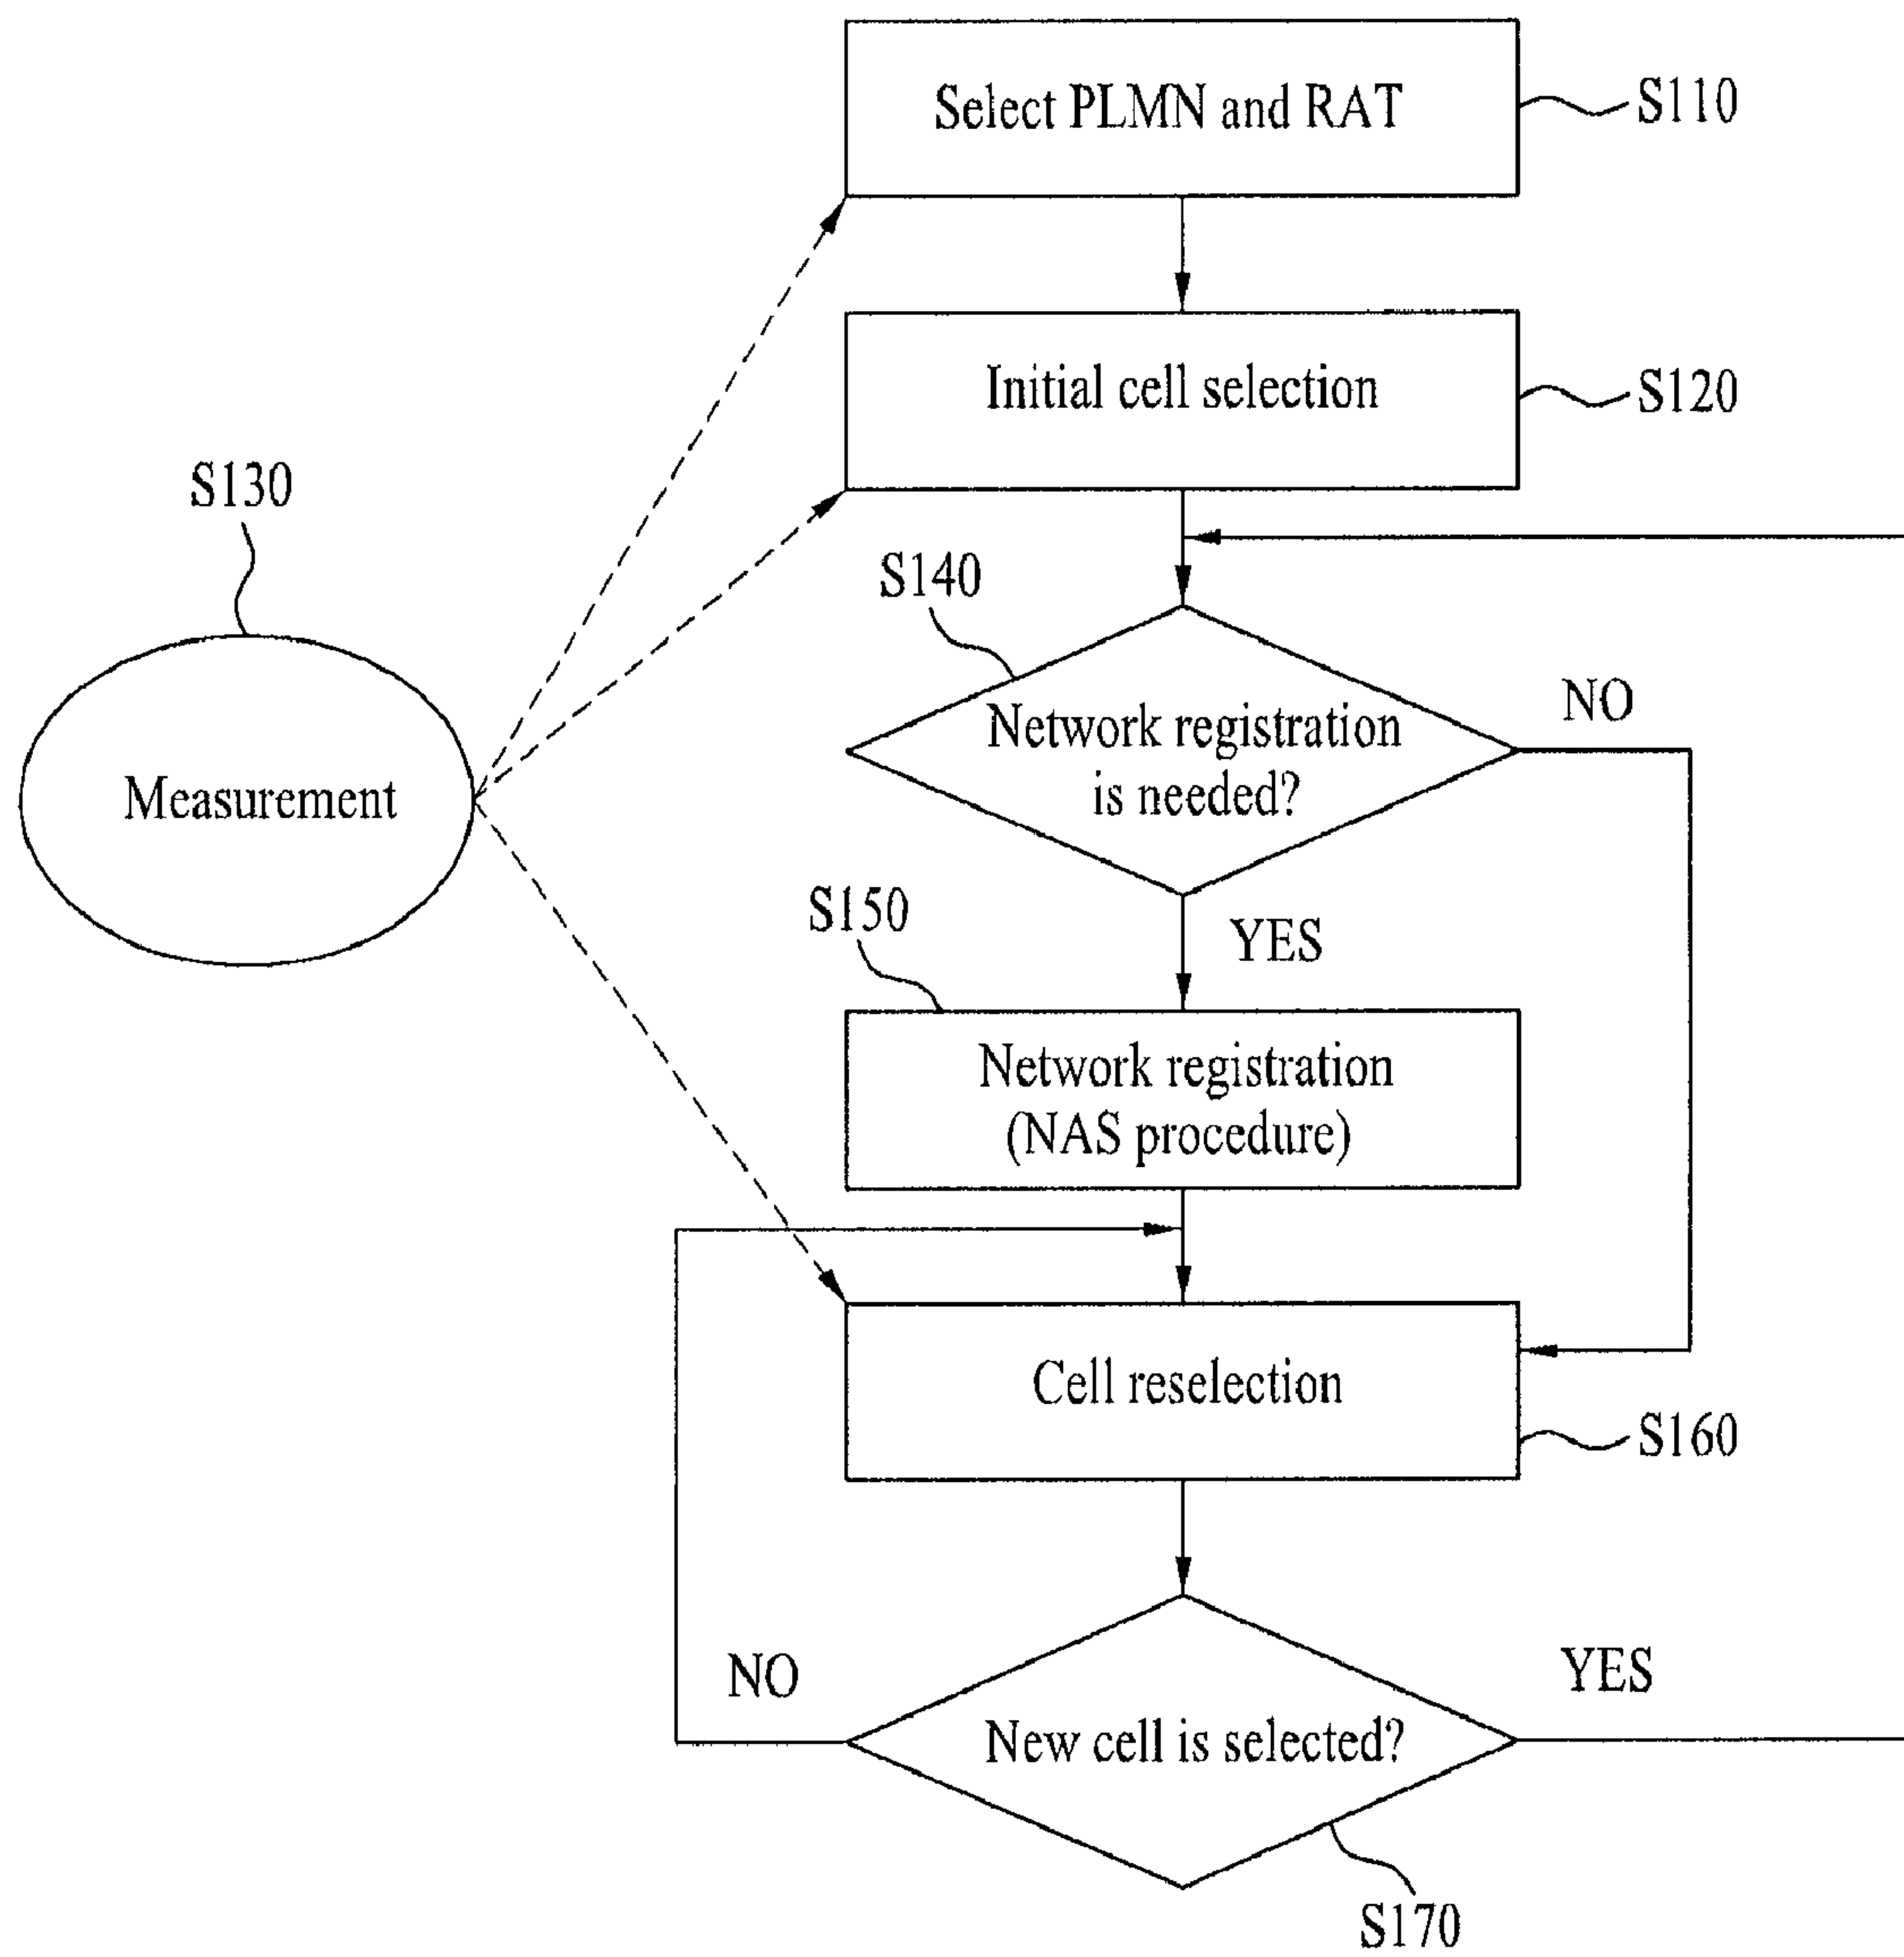 Select PLMN and RAT
S110
Initial cell selection
S120
S130
Measurement
S140
Network registration
is needed?
NO
YES
S150
Network registration
(NAS procedure)
Cell reselection
S160
NO
New cell is selected?
YES
S170